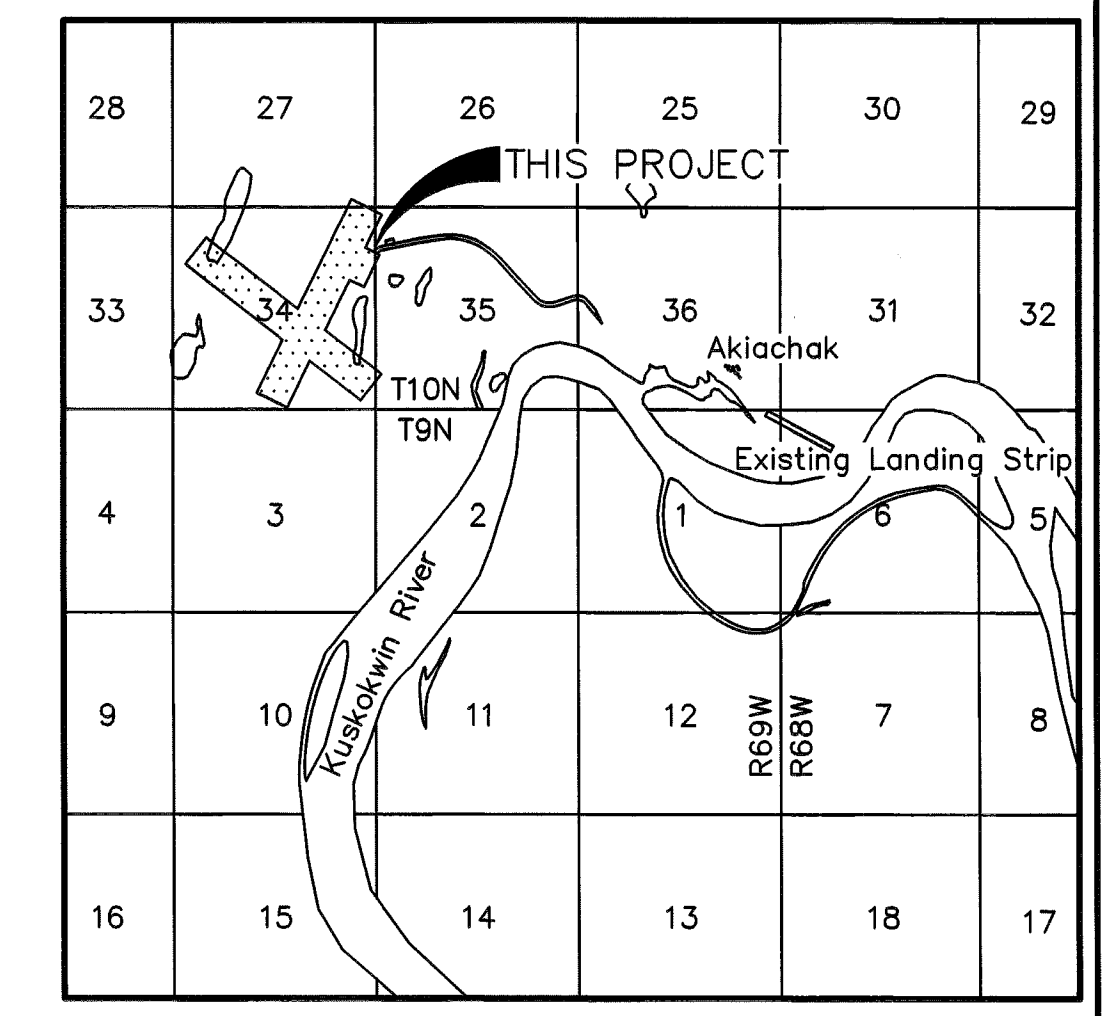 28 27 26 25 30 29
THIS PROJECT
33 34 35 36 31 32
Akiachak
T10N
T9N
Existing Landing Strip
4 3 2 1 6 5
Kuskokwin River
9 10 11 12 7 8
R69W
R68W
16 15 14 13 18 17